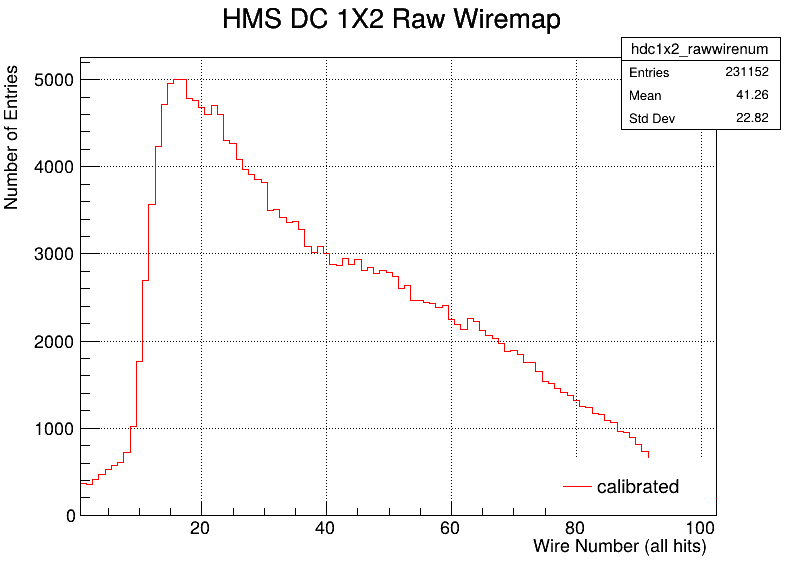 HMS DC 1X2 Raw Wiremap
hdc1x2_rawwirenum
Entries 231152
Mean 41.26
Std Dev 22.82
Number of Entries
5000
4000
3000
2000
1000
0
calibrated
20 40 60 80 100
Wire Number (all hits)